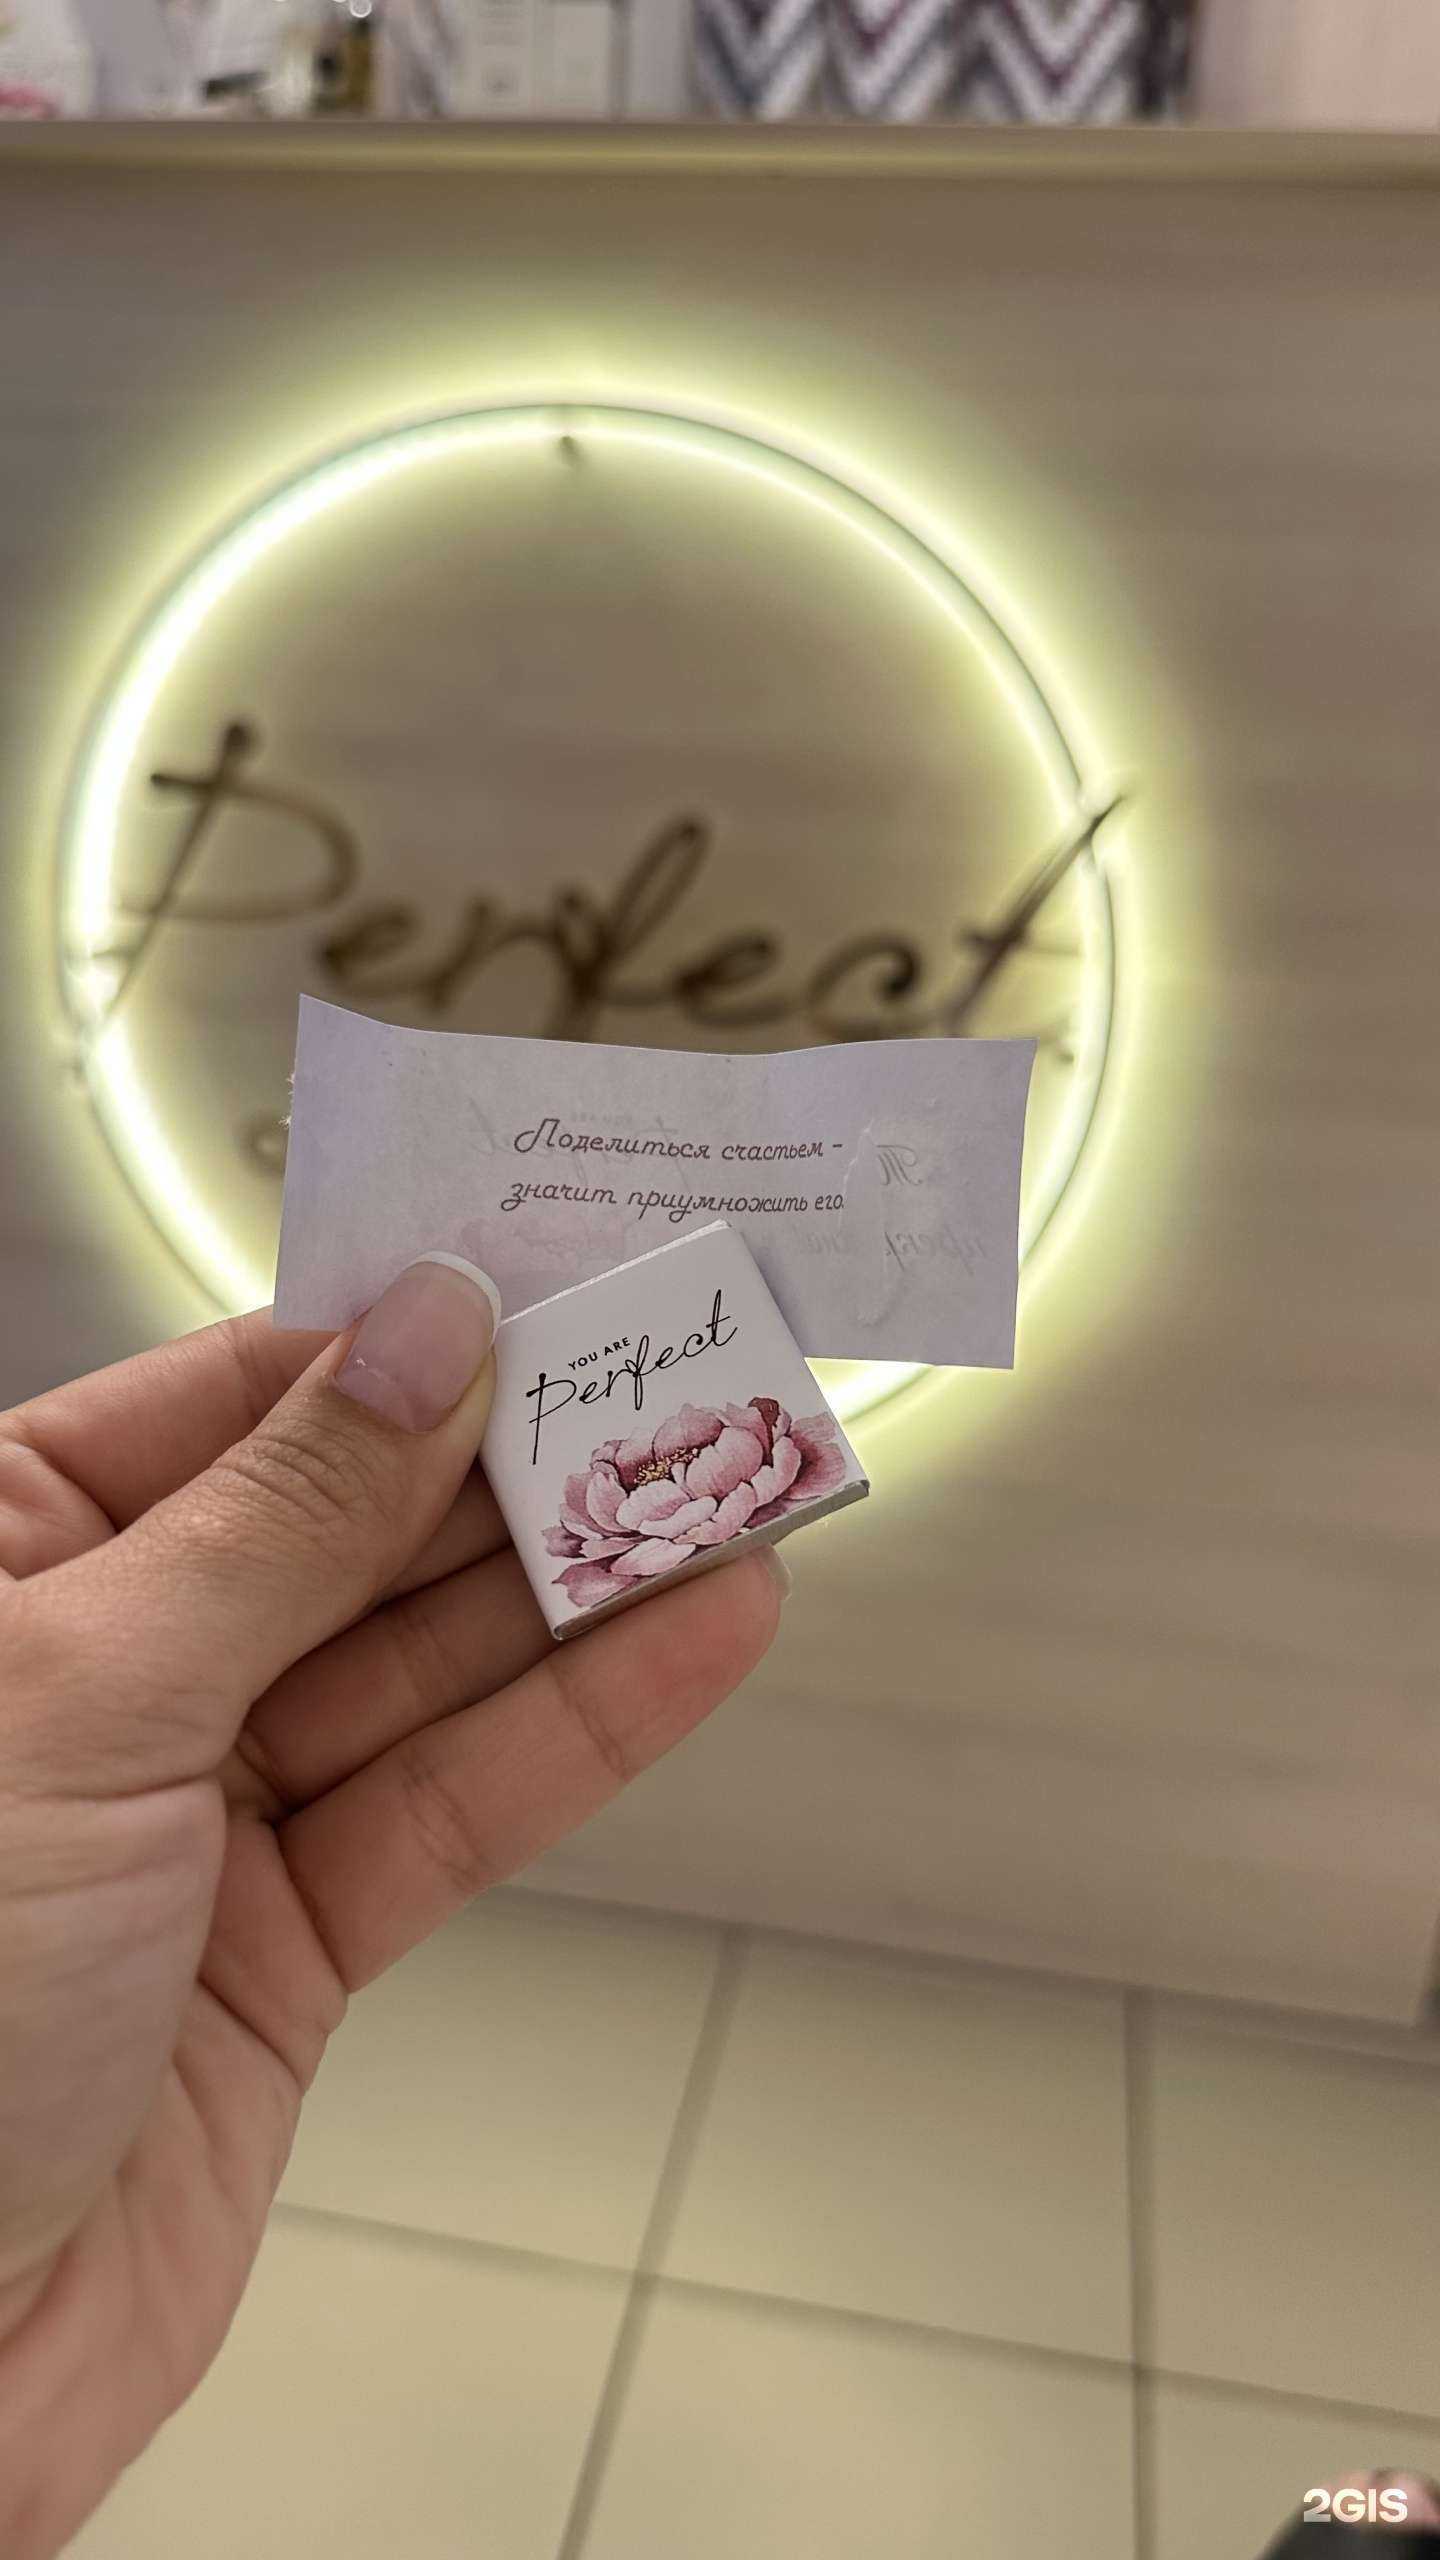 Perfect
Поделиться счастьем -
значит приумножить его.
YOU ARE
Perfect
2GIS